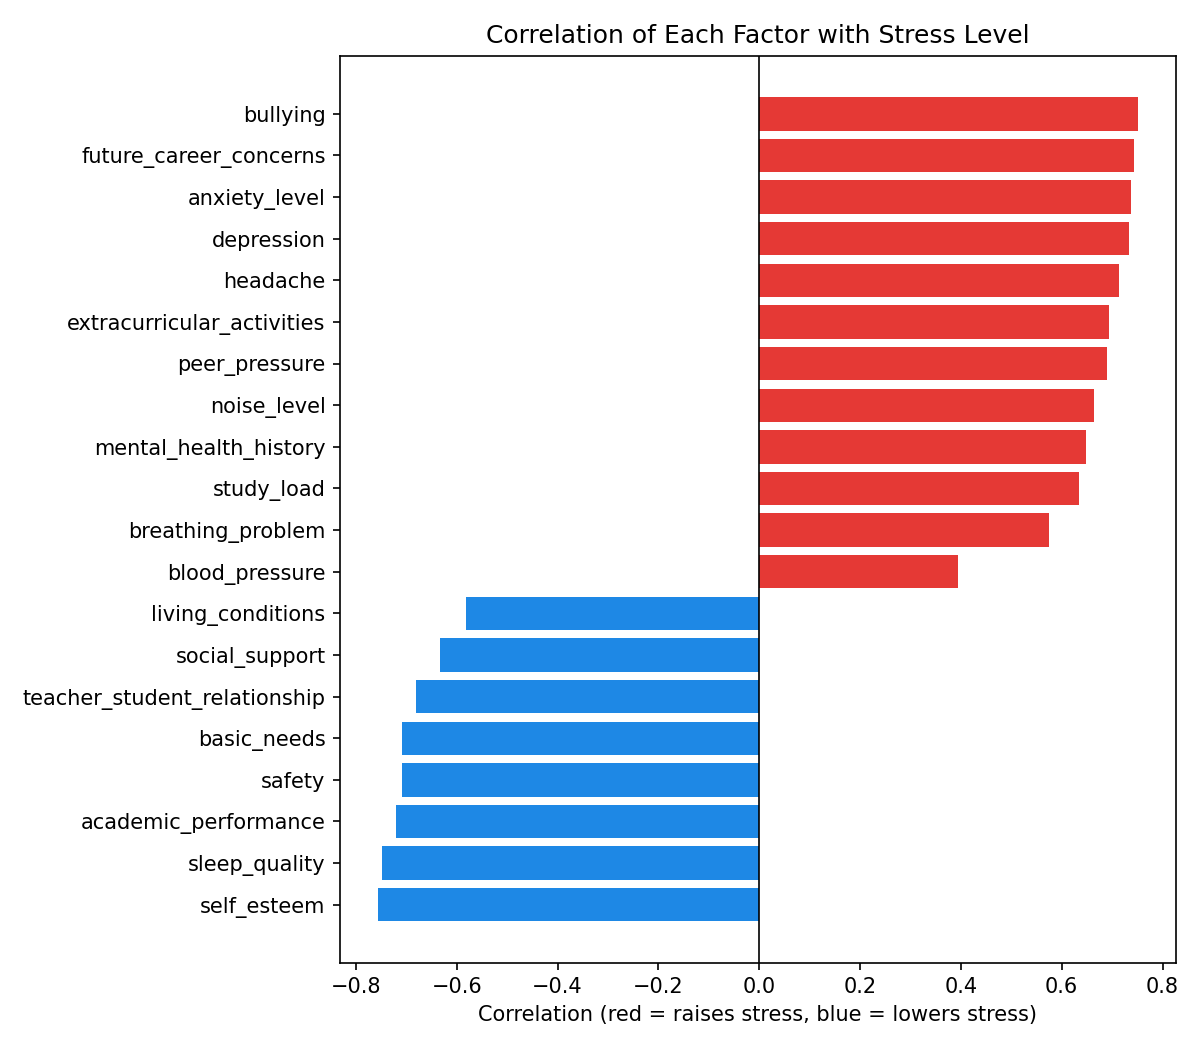 Correlation of Each Factor with Stress Level
bullying
future_career_concerns
anxiety_level
depression
headache
extracurricular_activities
peer_pressure
noise_level
mental_health_history
study_load
breathing_problem
blood_pressure
living_conditions
social_support
teacher_student_relationship
basic_needs
safety
academic_performance
sleep_quality
self_esteem
−0.8 −0.6 −0.4 −0.2 0.0 0.2 0.4 0.6 0.8
Correlation (red = raises stress, blue = lowers stress)